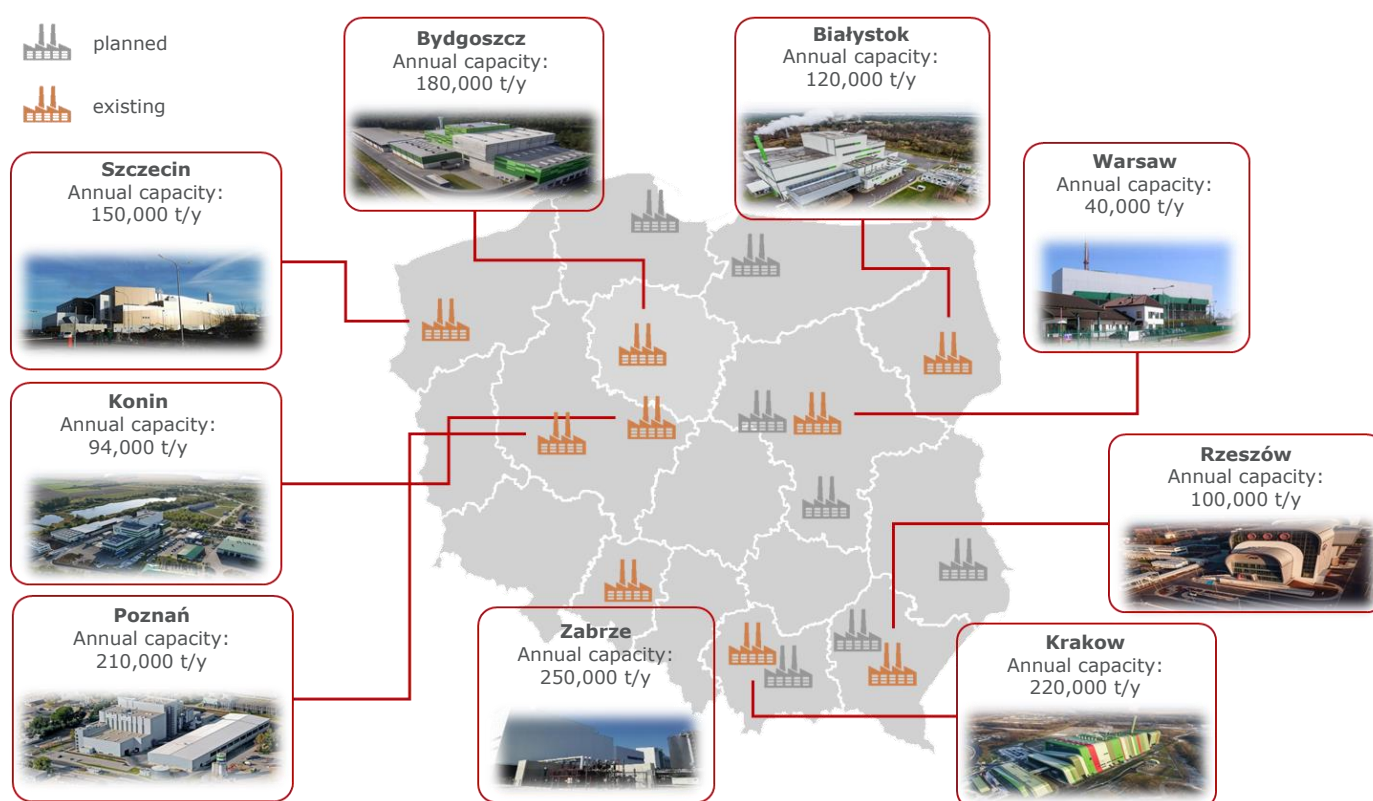 planned
existing
Bydgoszcz
Annual capacity:
180,000 t/y
Białystok
Annual capacity:
120,000 t/y
Szczecin
Annual capacity:
150,000 t/y
Warsaw
Annual capacity:
40,000 t/y
Konin
Annual capacity:
94,000 t/y
Rzeszów
Annual capacity:
100,000 t/y
Poznań
Annual capacity:
210,000 t/y
Zabrze
Annual capacity:
250,000 t/y
Krakow
Annual capacity:
220,000 t/y